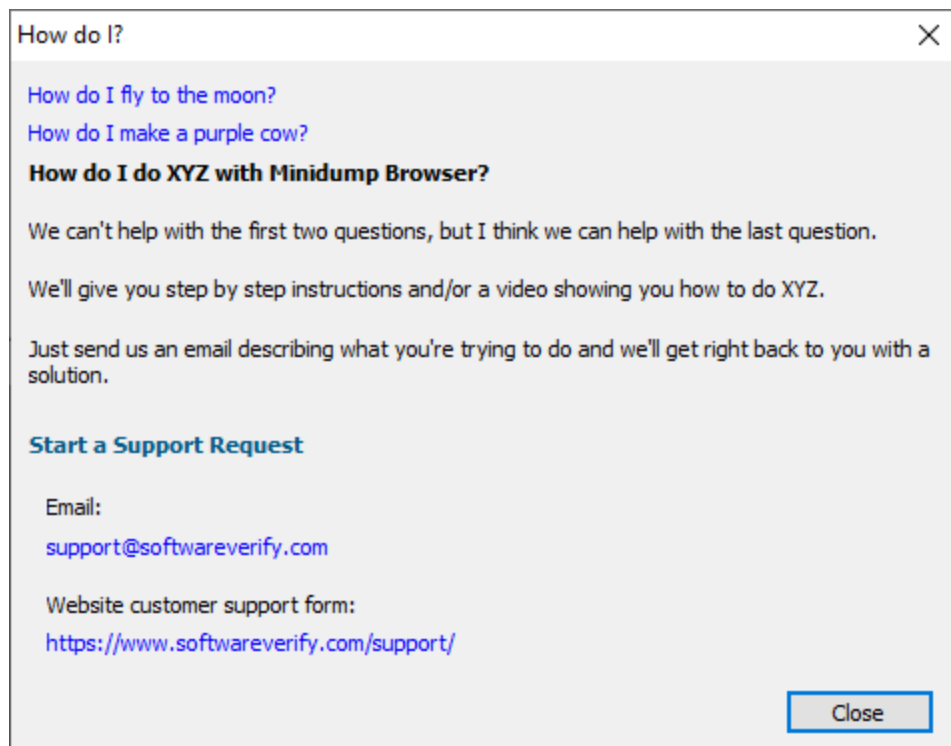 How do I?
How do I fly to the moon?
How do I make a purple cow?
How do I do XYZ with Minidump Browser?
We can't help with the first two questions, but I think we can help with the last question.
We'll give you step by step instructions and/or a video showing you how to do XYZ.
Just send us an email describing what you're trying to do and we'll get right back to you with a
solution.
Start a Support Request
Email:
support@softwareverify.com
Website customer support form:
https://www.softwareverify.com/support/
Close